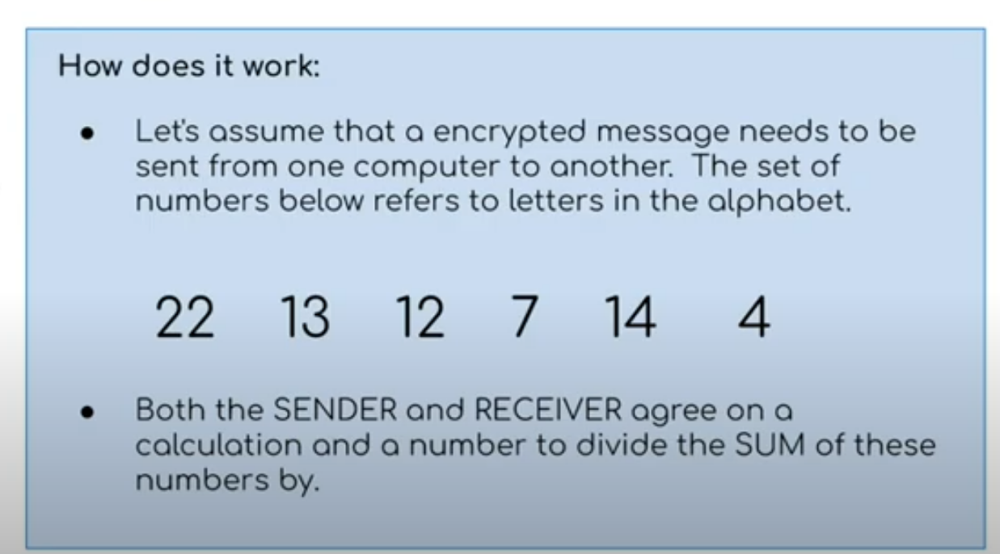 How does it work:
● Let's assume that a encrypted message needs to be
sent from one computer to another. The set of
numbers below refers to letters in the alphabet.
22 13 12 7 14 4
● Both the SENDER and RECEIVER agree on a
calculation and a number to divide the SUM of these
numbers by.